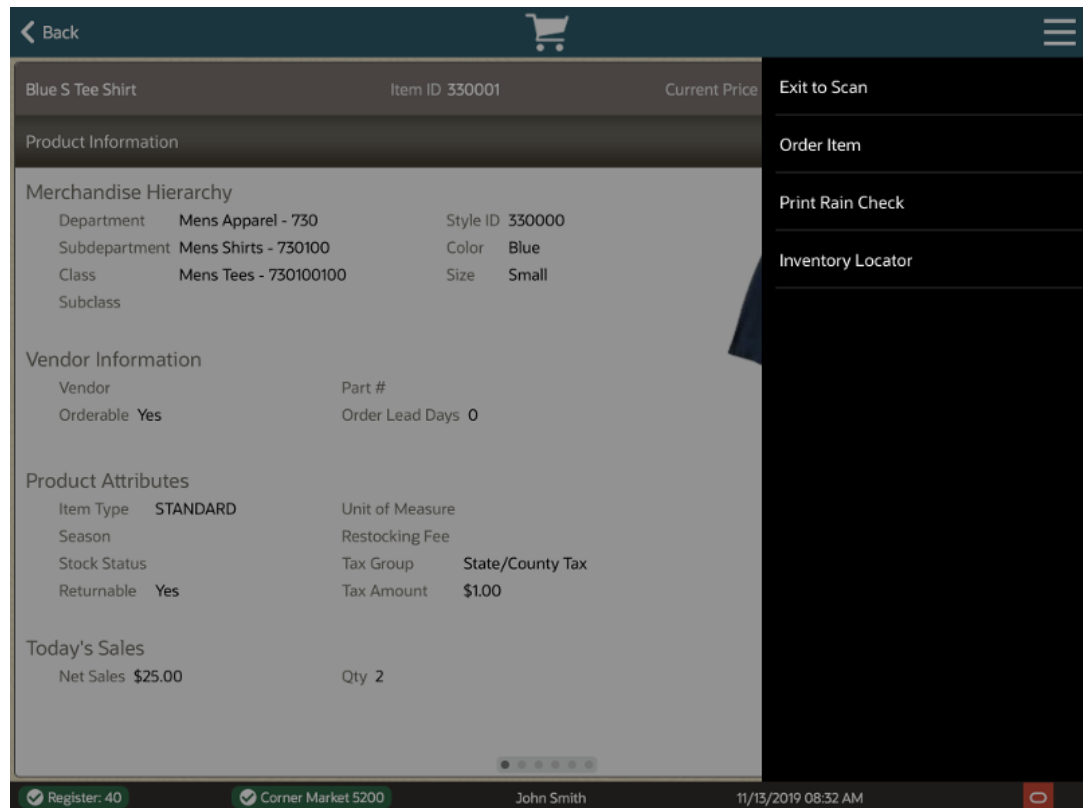 Back
Blue S Tee Shirt Item ID 330001 Current Price
Product Information
Merchandise Hierarchy
Department Mens Apparel - 730 Style ID 330000
Subdepartment Mens Shirts - 730100 Color Blue
Class Mens Tees - 730100100 Size Small
Subclass
Vendor Information
Vendor Part #
Orderable Yes Order Lead Days 0
Product Attributes
Item Type STANDARD Unit of Measure
Season Restocking Fee
Stock Status Tax Group State/County Tax
Returnable Yes Tax Amount $1.00
Today's Sales
Net Sales $25.00 Qty 2
Exit to Scan
Order Item
Print Rain Check
Inventory Locator
Register: 40 Corner Market 5200 John Smith 11/13/2019 08:32 AM